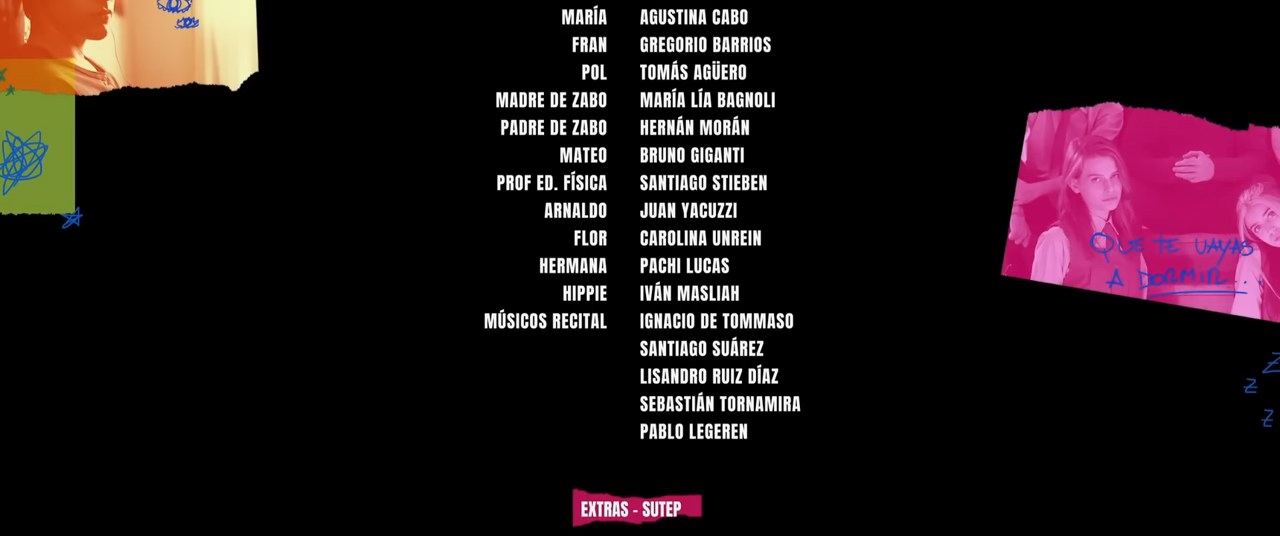 MARÍA AGUSTINA CABO
FRAN GREGORIO BARRIOS
POL TOMÁS AGÜERO
MADRE DE ZABO MARÍA LÍA BAGNOLI
PADRE DE ZABO HERNÁN MORÁN
MATEO BRUNO GIGANTI
PROF ED. FÍSICA SANTIAGO STIEBEN
ARNALDO JUAN YACUZZI
FLOR CAROLINA UNREIN
HERMANA PACHI LUCAS
HIPPIE IVÁN MASLIAH
MÚSICOS RECITAL IGNACIO DE TOMMASO
SANTIAGO SUÁREZ
LISANDRO RUIZ DÍAZ
SEBASTIÁN TORNAMIRA
PABLO LEGEREN
QUE TE VAYAS
A DORMIR...
Z
Z
Z
EXTRAS - SUTEP